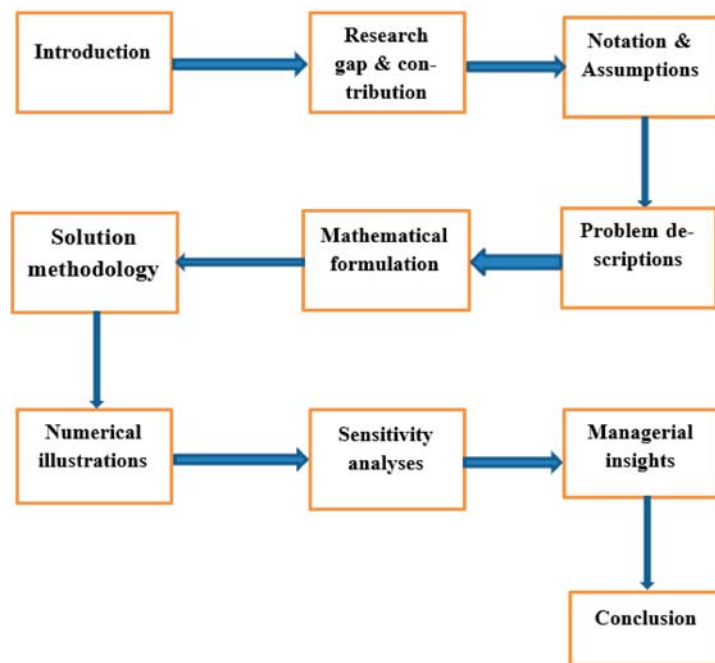 Introduction
Research
gap & con-
tribution
Notation &
Assumptions
Problem de-
scriptions
Mathematical
formulation
Solution
methodology
Numerical
illustrations
Sensitivity
analyses
Managerial
insights
Conclusion